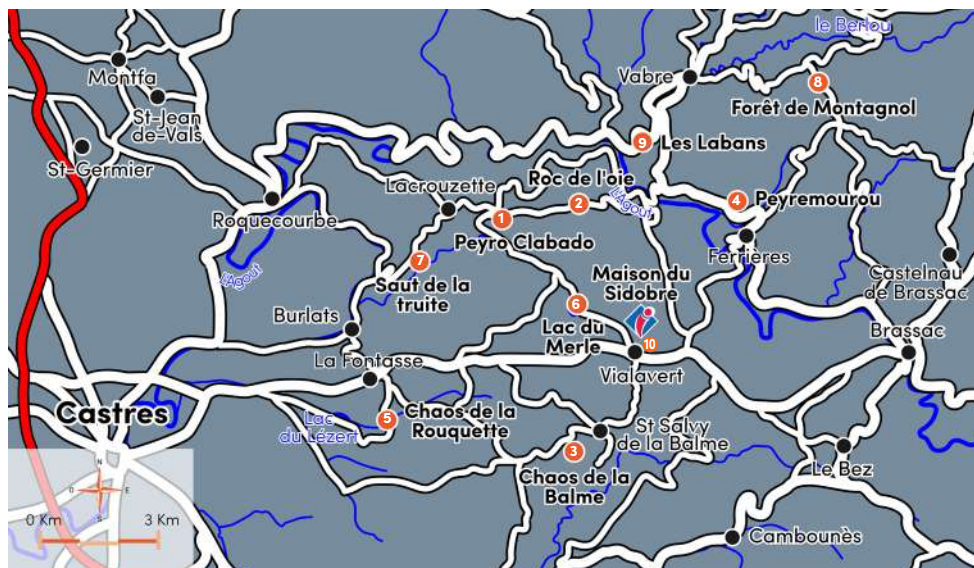 le Berlou
Montfa
Vabre
8
St-Jean
de-Vals
Forêt de Montagnol
St-Germier
9
Les Labans
Lacrouzette
Roc de l'oie
2
L'Agout
4
Peyremourou
Roquecourbe
1
Peyro Clabado
Ferrières
L'Agout
7
Saut de la
truite
Maison du
Sidobre
Castelnau
de Brassac
Burlats
6
Lac du
Merle
10
Brassac
La Fontasse
Vialavert
Castres
Lac
du Lézert
5
Chaos de la
Rouquette
St Salvy
de la Balme
3
Chaos de la
Balme
Le Bez
N
O
E
S
0 Km
3 Km
Cambounès